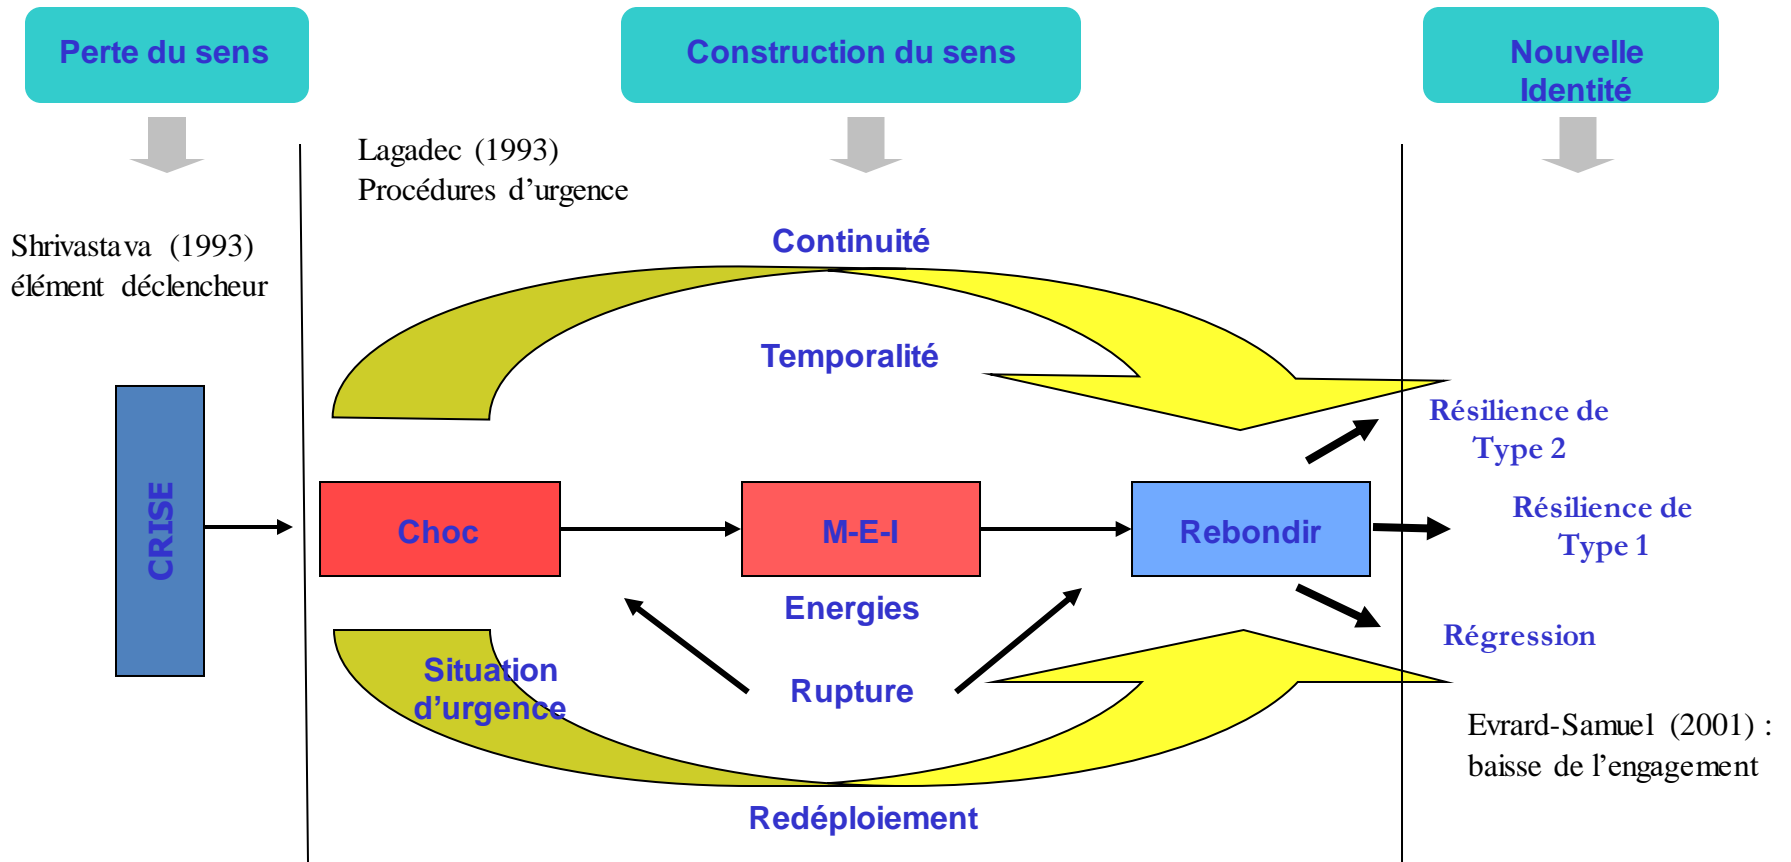 Perte du sens
Construction du sens
Nouvelle
Identité
Lagadec (1993)
Procédures d’urgence
Shrivastava (1993)
élément déclencheur
Continuité
Temporalité
Résilience de
Type 2
CRISE
Choc
M-E-I
Rebondir
Résilience de
Type 1
Energies
Régression
Situation
d’urgence
Rupture
Evrard-Samuel (2001) :
baisse de l’engagement
Redéploiement